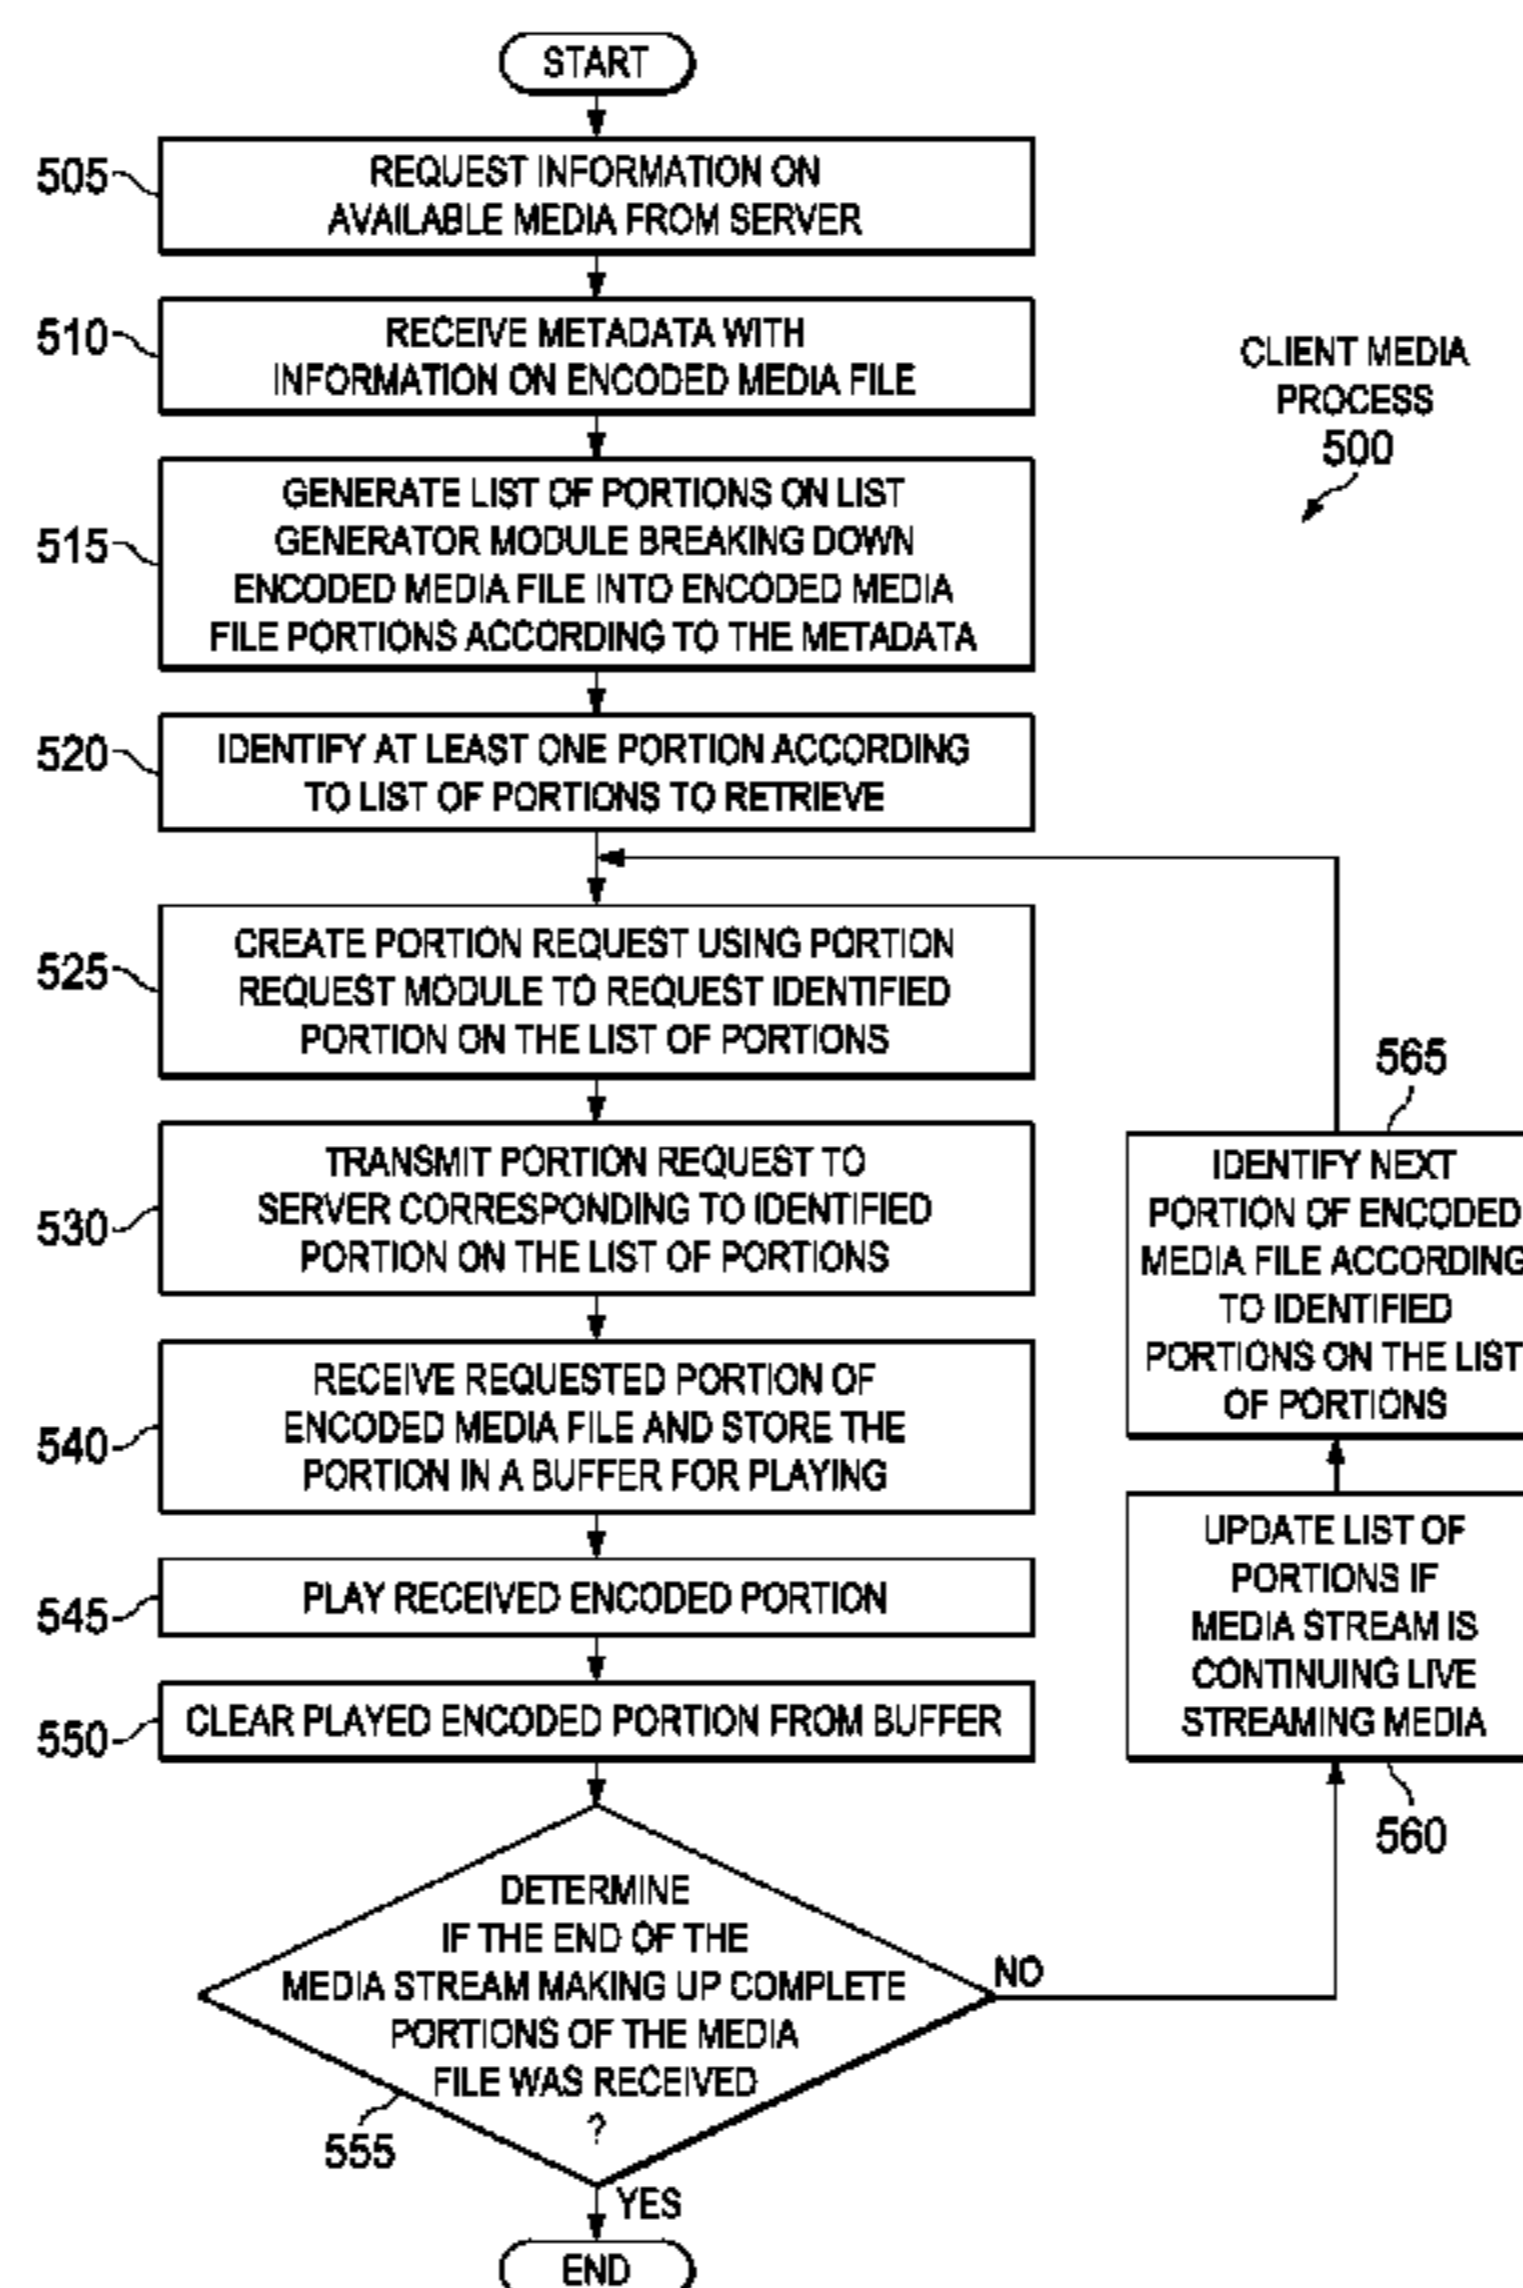 START
505
REQUEST INFORMATION ON
AVAILABLE MEDIA FROM SERVER
510
RECEIVE METADATA WITH
INFORMATION ON ENCODED MEDIA FILE
CLIENT MEDIA
PROCESS
500
515
GENERATE LIST OF PORTIONS ON LIST
GENERATOR MODULE BREAKING DOWN
ENCODED MEDIA FILE INTO ENCODED MEDIA
FILE PORTIONS ACCORDING TO THE METADATA
520
IDENTIFY AT LEAST ONE PORTION ACCORDING
TO LIST OF PORTIONS TO RETRIEVE
525
CREATE PORTION REQUEST USING PORTION
REQUEST MODULE TO REQUEST IDENTIFIED
PORTION ON THE LIST OF PORTIONS
530
TRANSMIT PORTION REQUEST TO
SERVER CORRESPONDING TO IDENTIFIED
PORTION ON THE LIST OF PORTIONS
540
RECEIVE REQUESTED PORTION OF
ENCODED MEDIA FILE AND STORE THE
PORTION IN A BUFFER FOR PLAYING
545
PLAY RECEIVED ENCODED PORTION
550
CLEAR PLAYED ENCODED PORTION FROM BUFFER
DETERMINE
IF THE END OF THE
MEDIA STREAM MAKING UP COMPLETE
PORTIONS OF THE MEDIA
FILE WAS RECEIVED
?
555
NO
YES
END
560
UPDATE LIST OF
PORTIONS IF
MEDIA STREAM IS
CONTINUING LIVE
STREAMING MEDIA
565
IDENTIFY NEXT
PORTION OF ENCODED
MEDIA FILE ACCORDING
TO IDENTIFIED
PORTIONS ON THE LIST
OF PORTIONS